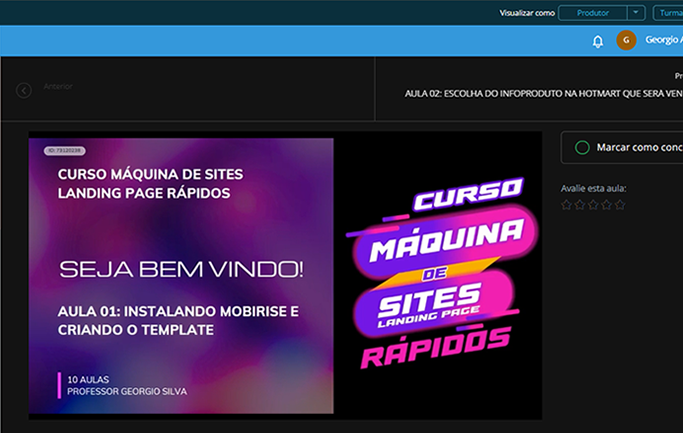 Visualizar como
Produtor
Turma
G
Georgio A
Anterior
Pr
AULA 02: ESCOLHA DO INFOPRODUTO NA HOTMART QUE SERÁ VEN
ID: 73120238
CURSO MÁQUINA DE SITES
LANDING PAGE RÁPIDOS
SEJA BEM VINDO!
AULA 01: INSTALANDO MOBIRISE E
CRIANDO O TEMPLATE
10 AULAS
PROFESSOR GEORGIO SILVA
CURSO
MÁQUINA
DE
SITES
LANDING PAGE
RÁPIDOS
Marcar como conc
Avalie esta aula: